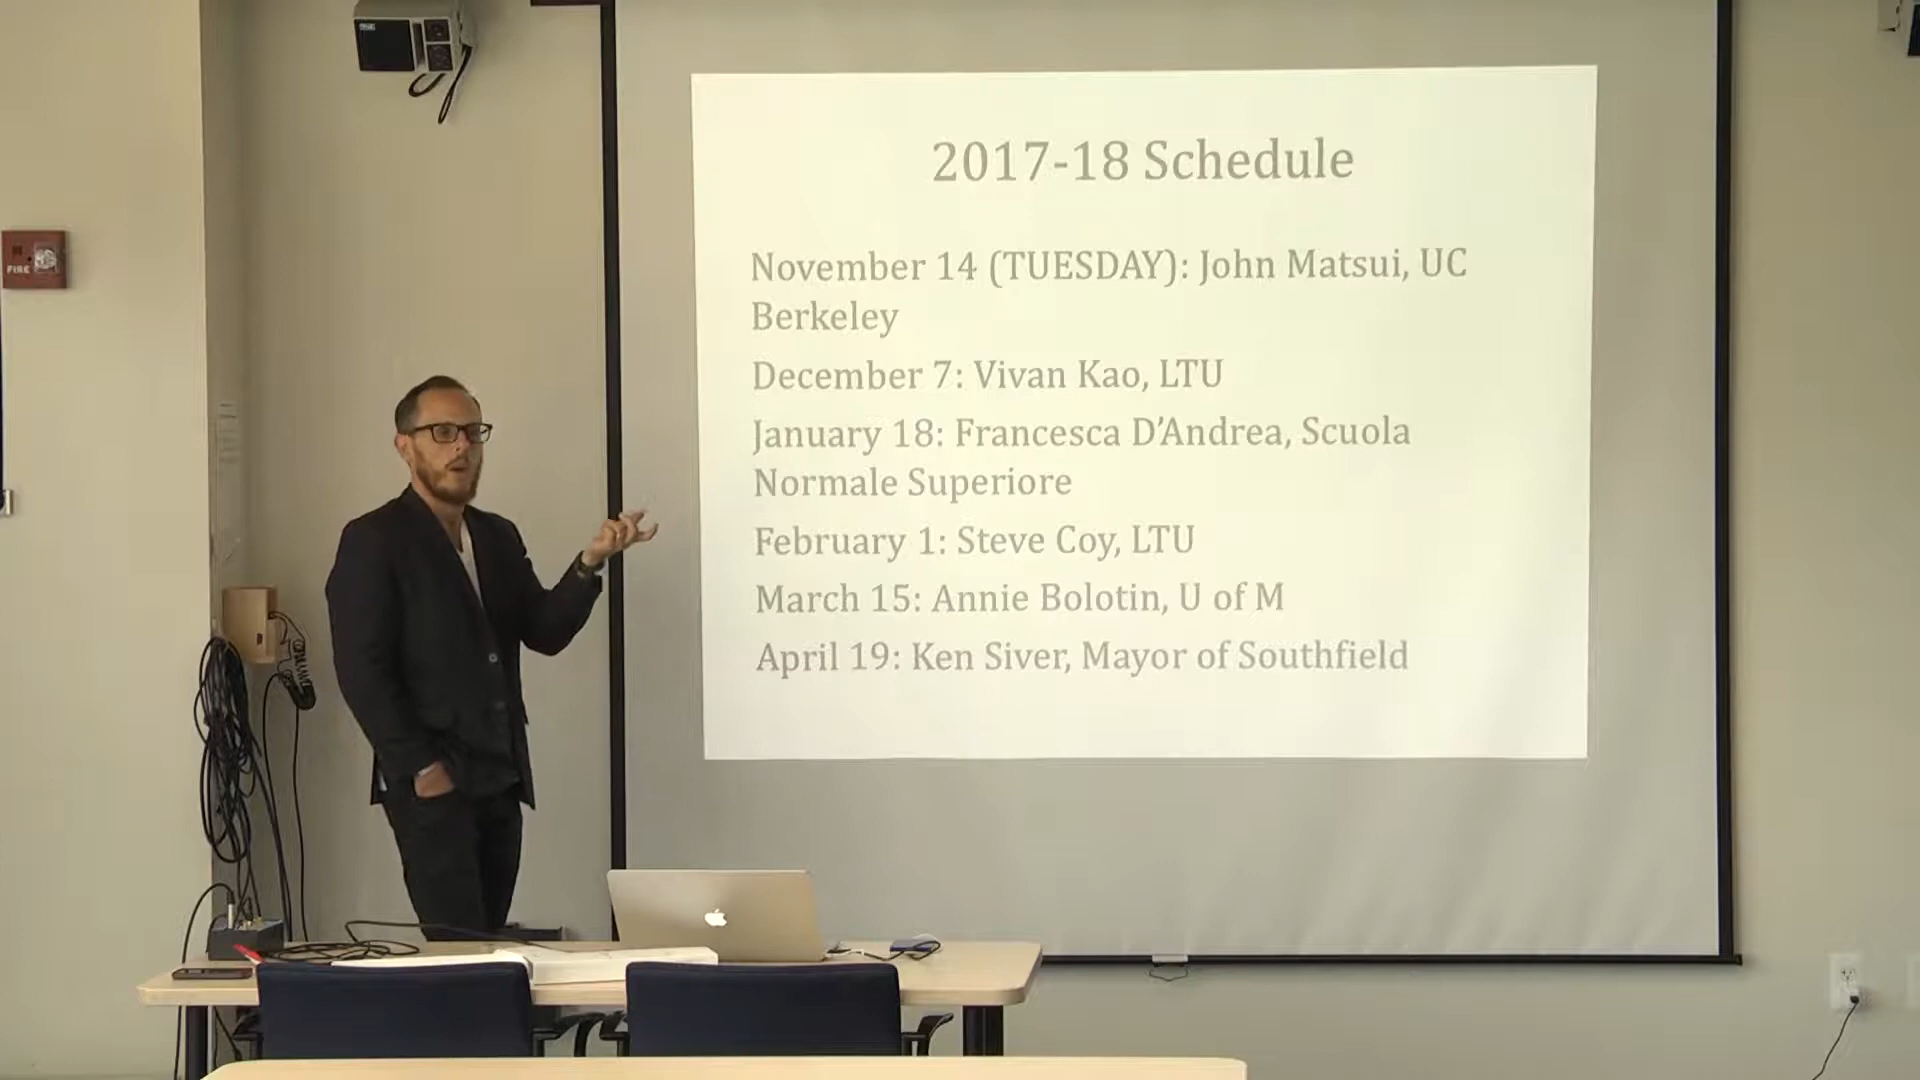 2017-18 Schedule
November 14 (TUESDAY): John Matsui, UC
Berkeley
December 7: Vivan Kao, LTU
January 18: Francesca D’Andrea, Scuola
Normale Superiore
February 1: Steve Coy, LTU
March 15: Annie Bolotin, U of M
April 19: Ken Siver, Mayor of Southfield
FIRE